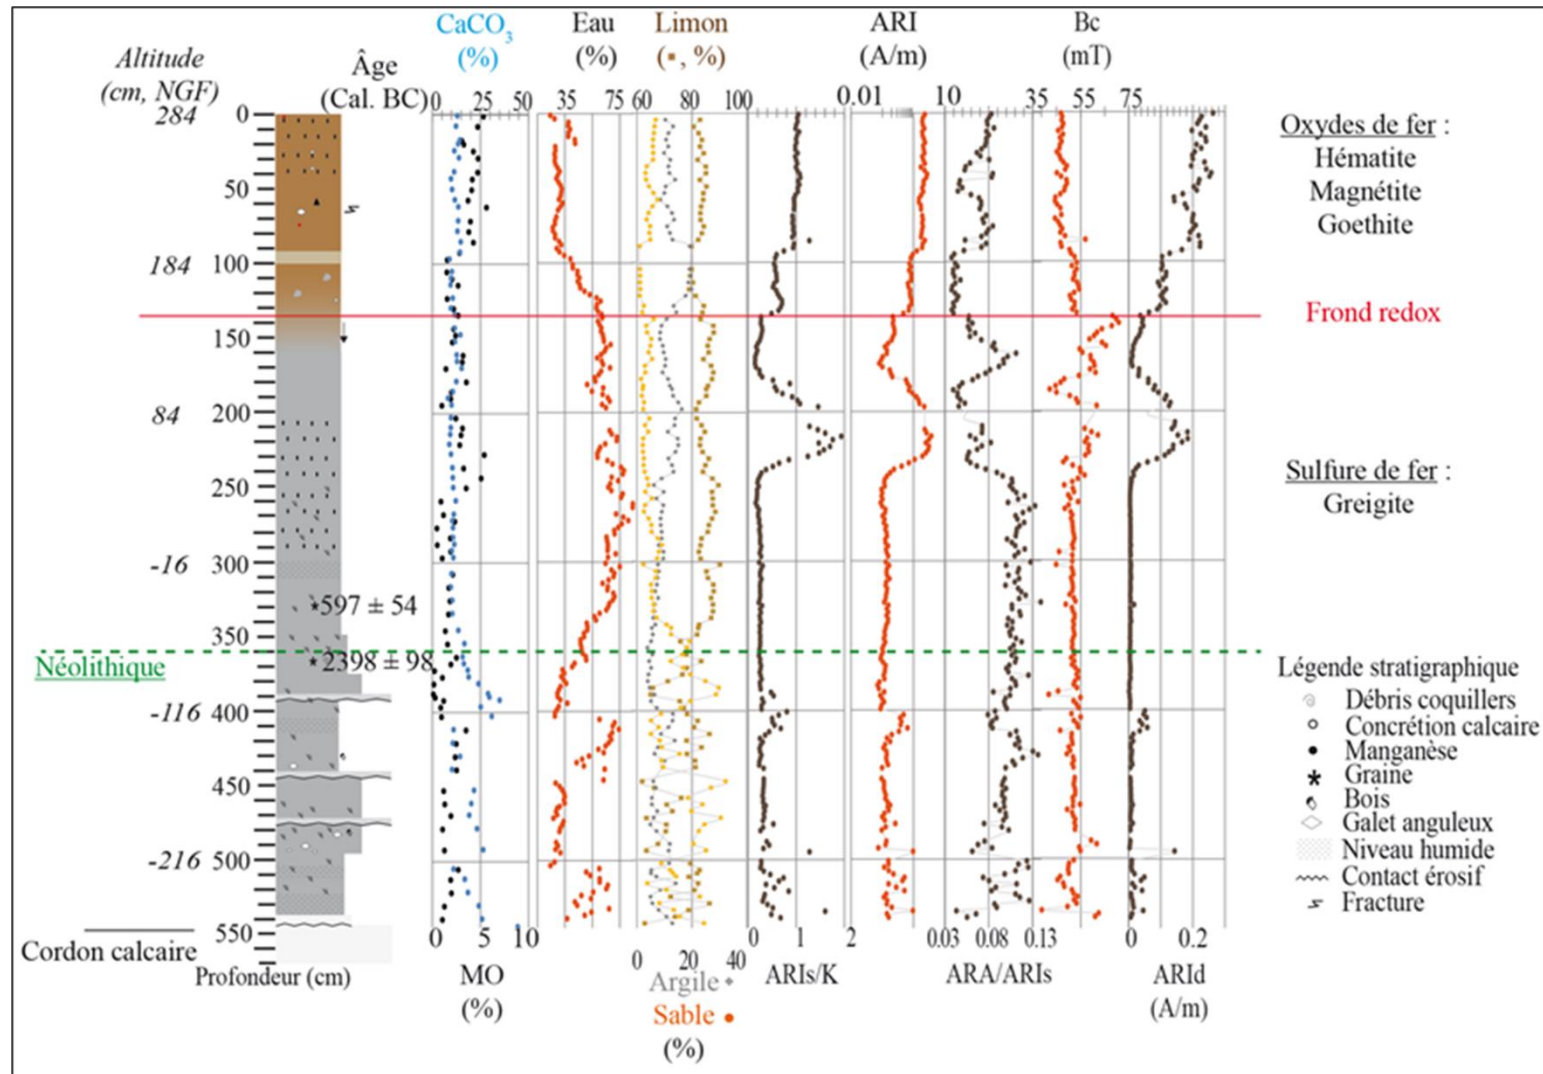 CaCO3
(%)
Eau
(%)
Limon
(▪, %)
ARI
(A/m)
Bc
(mT)
Altitude
(cm, NGF)
Âge
(Cal. BC)
0 25 50
35 75
60 80 100
0.01 10
35 55 75
284 0
50
184 100
150
84 200
250
-16 300
350
-116 400
450
-216 500
550
597 ± 54
2398 ± 98
Néolithique
Frond redox
Oxydes de fer :
Hématite
Magnétite
Goethite
Sulfure de fer :
Greigite
Légende stratigraphique
Débris coquillers
Concrétion calcaire
Manganèse
Graine
Bois
Galet anguleux
Niveau humide
Contact érosif
Fracture
Cordon calcaire
Profondeur (cm)
0 5 10
MO
(%)
0 20 40
Argile
Sable
(%)
0 1 2
ARIs/K
0.05 0.08 0.13
ARA/ARIs
0 0.2
ARId
(A/m)